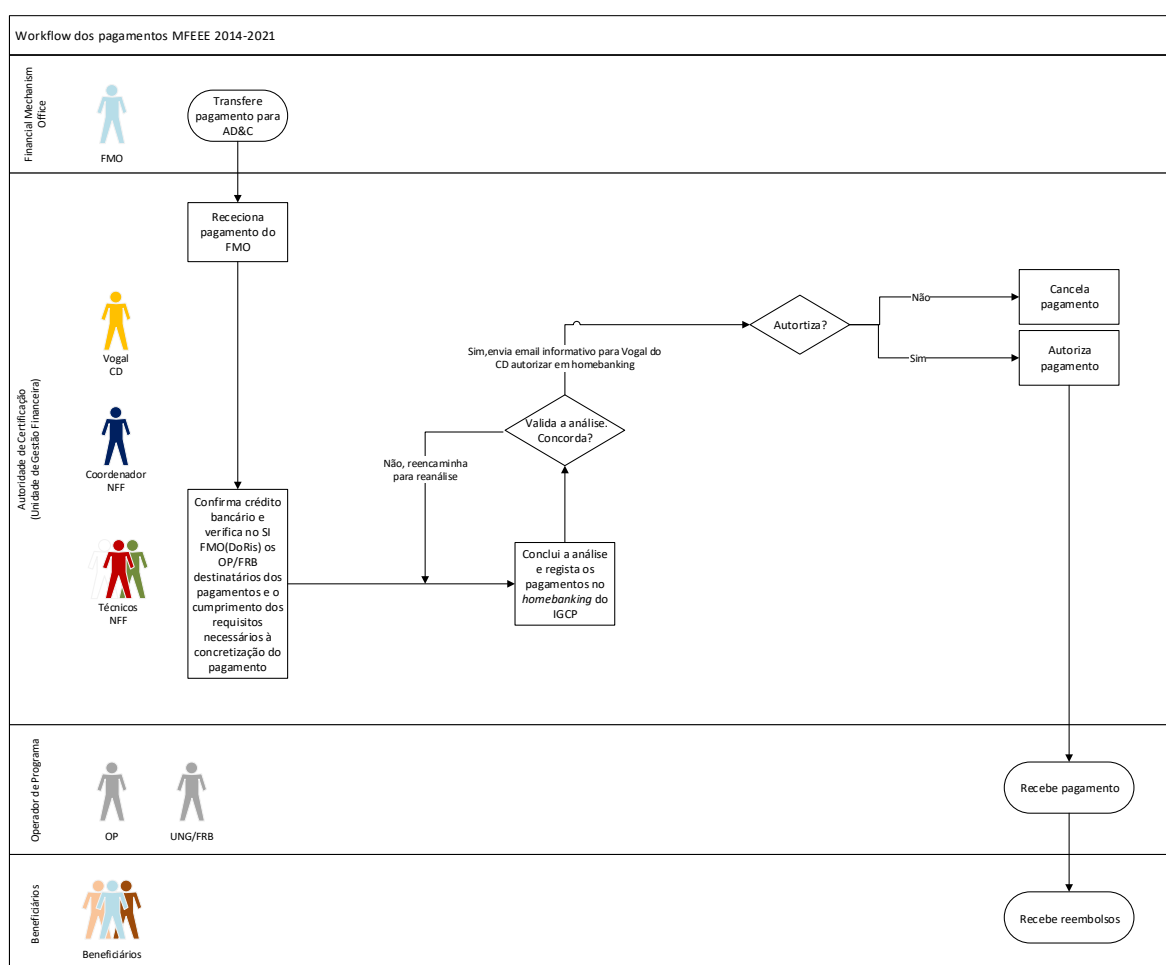 Workflow dos pagamentos MFEEE 2014-2021
Financial Mechanism
Office
FMO
Transfere
pagamento para
AD&C
Autoridade de Certificação
(Unidade de Gestão Financeira)
Receciona
pagamento do
FMO
Vogal
CD
Coordenador
NFF
Técnicos
NFF
Confirma crédito
bancário e
verifica no SI
FMO(DoRis) os
OP/FRB
destinatários dos
pagamentos e o
cumprimento dos
requisitos
necessários à
concretização do
pagamento
Não, reencaminha
para reanálise
Conclui a análise
e regista os
pagamentos no
homebanking do
IGCP
Valida a análise.
Concorda?
Sim,envia email informativo para Vogal do
CD autorizar em homebanking
Autortiza?
Não
Cancela
pagamento
Sim
Autoriza
pagamento
Operador de Programa
OP
UNG/FRB
Recebe pagamento
Beneficiários
Beneficiários
Recebe reembolsos